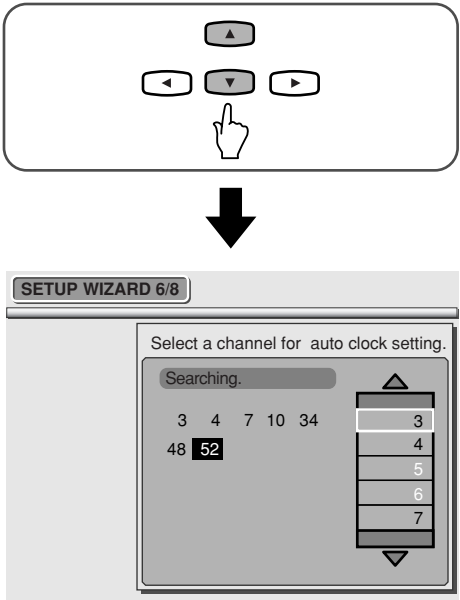 SETUP WIZARD 6/8
Select a channel for auto clock setting.
Searching.
3 4 7 10 34
48 52
3
4
5
6
7